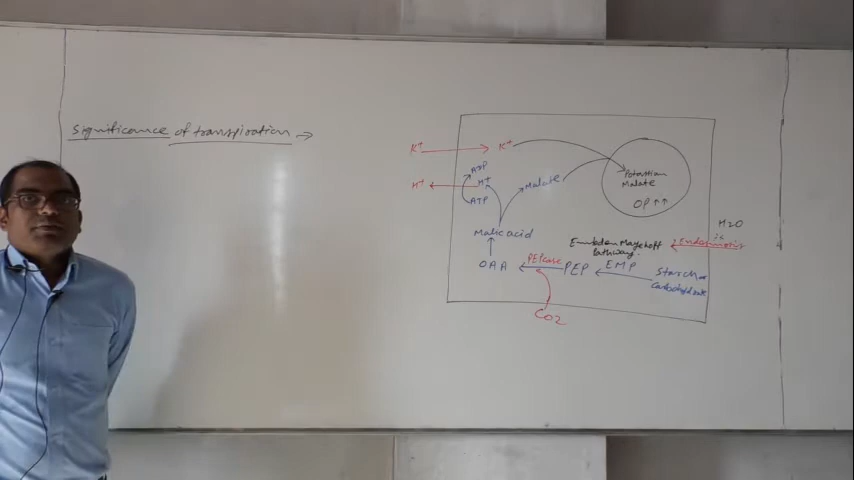 Significance of transpiration →
K+
K+
ADP
H+
H+
ATP
Malate
Potassium
Malate
OP↑↑
Malic acid
H2O
Endosmosis
Embden Mayerhoff
Pathway.
OAA
PEPcase
PEP
EMP
Starch or
Carbohydrate
CO2